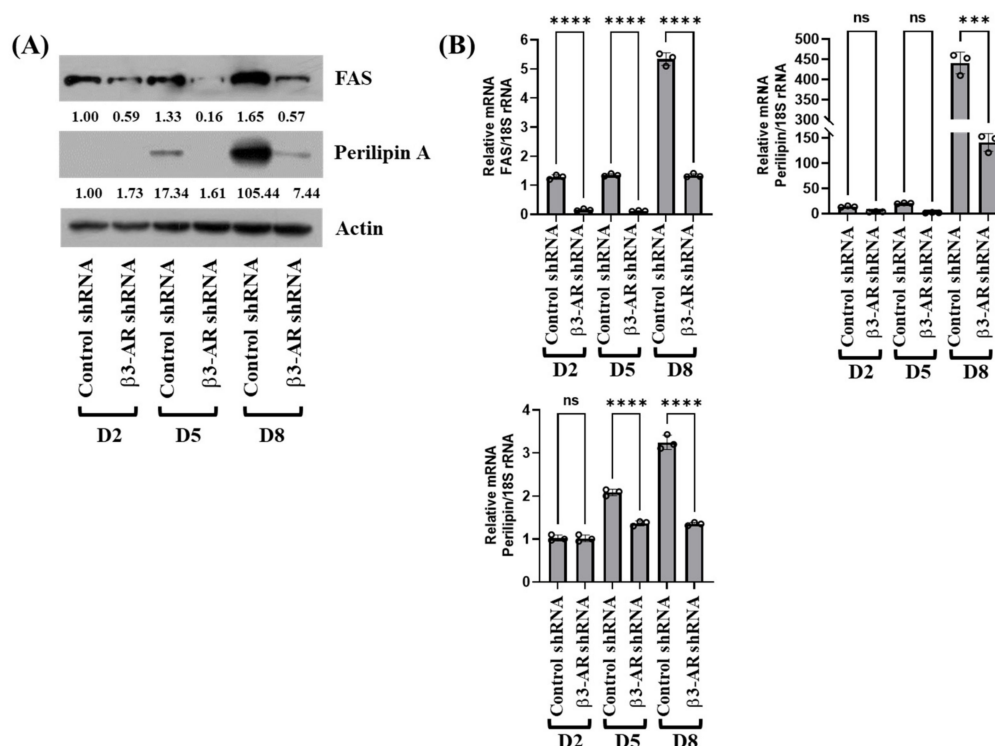 (A)
FAS
1.00 0.59 1.33 0.16 1.65 0.57
Perilipin A
1.00 1.73 17.34 1.61 105.44 7.44
Actin
Control shRNA
β3-AR shRNA
Control shRNA
β3-AR shRNA
Control shRNA
β3-AR shRNA
D2 D5 D8
(B)
**** **** ****
Relative mRNA
FAS/18S rRNA
6
5
4
3
2
1
0
Control shRNA
β3-AR shRNA
Control shRNA
β3-AR shRNA
Control shRNA
β3-AR shRNA
D2 D5 D8
ns ns ***
Relative mRNA
Perilipin/18S rRNA
450
400
350
300
250
200
150
100
50
0
Control shRNA
β3-AR shRNA
Control shRNA
β3-AR shRNA
Control shRNA
β3-AR shRNA
D2 D5 D8
ns **** ****
Relative mRNA
Perilipin/18S rRNA
4
3
2
1
0
Control shRNA
β3-AR shRNA
Control shRNA
β3-AR shRNA
Control shRNA
β3-AR shRNA
D2 D5 D8